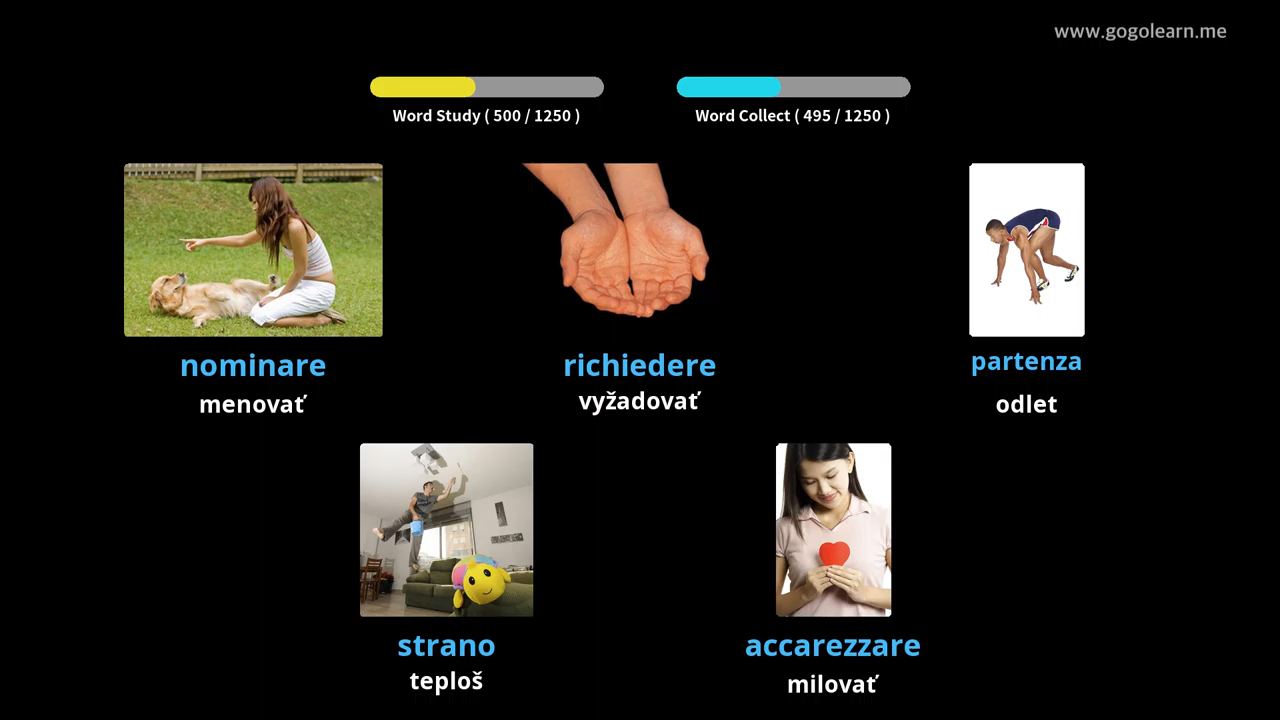 www.gogolearn.me
Word Study ( 500 / 1250 )
Word Collect ( 495 / 1250 )
nominare
menovať
richiedere
vyžadovať
partenza
odlet
strano
teploš
accarezzare
milovať